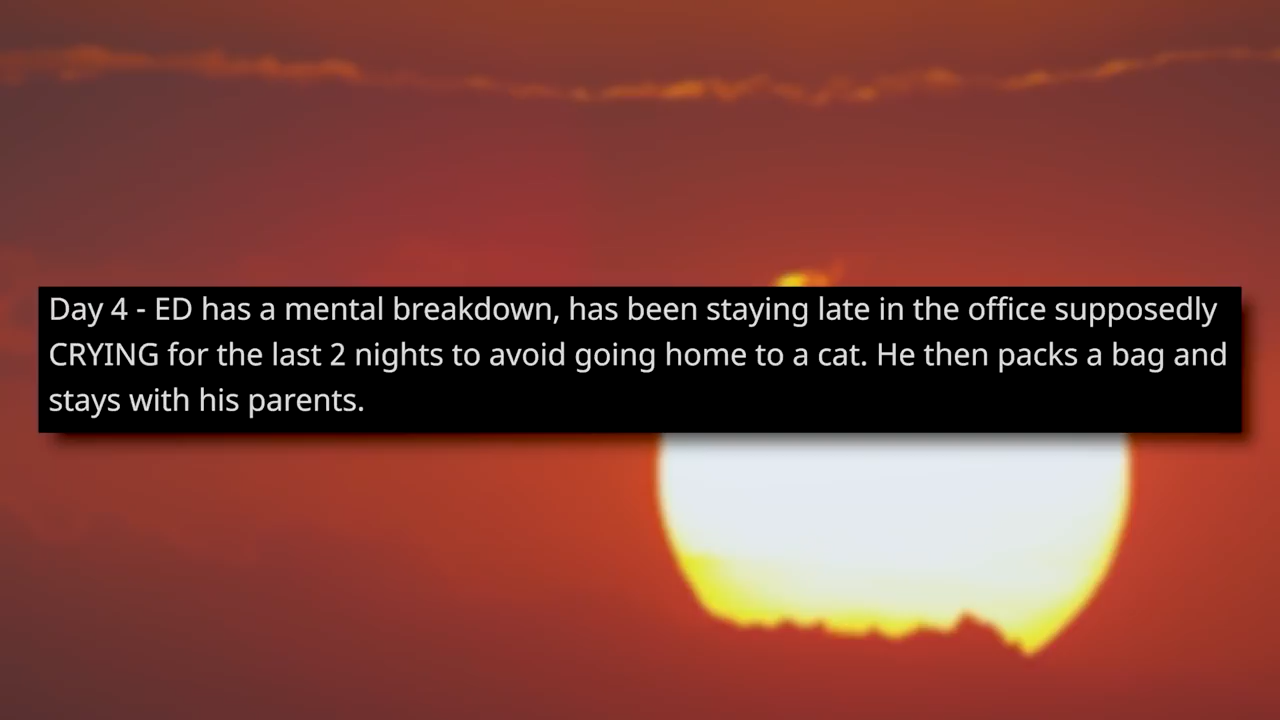 Day 4 - ED has a mental breakdown, has been staying late in the office supposedly
CRYING for the last 2 nights to avoid going home to a cat. He then packs a bag and
stays with his parents.